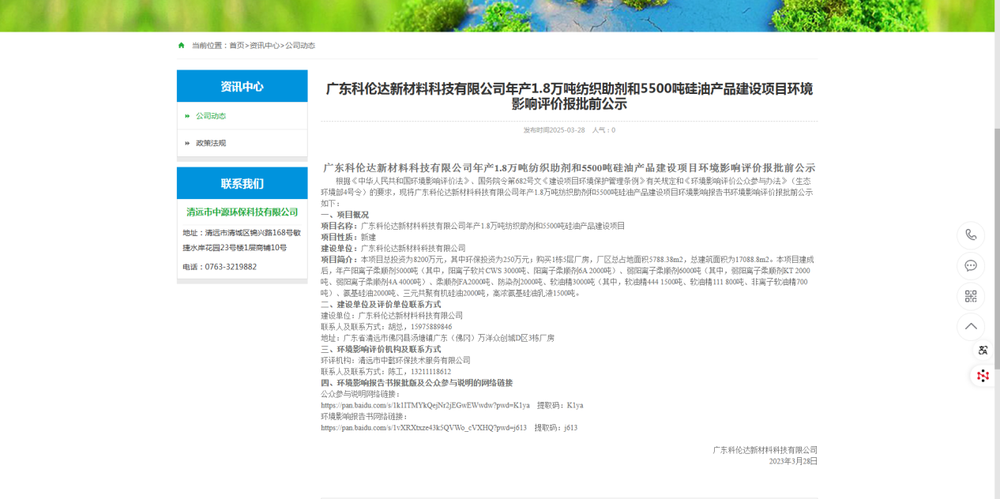 当前位置：首页>资讯中心>公司动态
资讯中心
公司动态
政策法规
联系我们
清远市中源环保科技有限公司
地址：清远市清城区锦兴路168号敏
捷水岸花园23号楼1层商铺10号
电话：0763-3219882
广东科伦达新材料科技有限公司年产1.8万吨纺织助剂和5500吨硅油产品建设项目环境
影响评价报批前公示
发布时间2025-03-28 人气：0
广东科伦达新材料科技有限公司年产1.8万吨纺织助剂和5500吨硅油产品建设项目环境影响评价报批前公示
根据《中华人民共和国环境影响评价法》、国务院令第682号文《建设项目环境保护管理条例》有关规定和《环境影响评价公众参与办法》（生态
环境部4号令）的要求，现将广东科伦达新材料科技有限公司年产1.8万吨纺织助剂和5500吨硅油产品建设项目环境影响报告书环境影响评价报批前公示
如下：
一、项目概况
项目名称：广东科伦达新材料科技有限公司年产1.8万吨纺织助剂和5500吨硅油产品建设项目
项目性质：新建
建设单位：广东科伦达新材料科技有限公司
项目简介：本项目总投资为8200万元，其中环保投资为250万元；购买1栋5层厂房，厂区总占地面积5788.38m2，总建筑面积为17088.8m2。本项目建成
后，年产阳离子柔顺剂5000吨（其中，阳离子软片CWS 3000吨、阳离子柔顺剂6A 2000吨）、弱阳离子柔顺剂6000吨（其中，弱阳离子柔顺剂KT 2000
吨、弱阳离子柔顺剂4A 4000吨）、柔顺剂FA2000吨、防染剂2000吨、软油精3000吨（其中，软油精444 1500吨、软油精111 800吨、非离子软油精700
吨）、氨基硅油2000吨、三元共聚有机硅油2000吨，高浓氨基硅油乳液1500吨。
二、建设单位及评价单位联系方式
建设单位：广东科伦达新材料科技有限公司
联系人及联系方式：胡总，15975889846
地址：广东省清远市佛冈县汤塘镇广东（佛冈）万洋众创城D区3栋厂房
三、环境影响评价机构及联系方式
环评机构：清远市中懿环保技术服务有限公司
联系人及联系方式：陈工，13211118612
四、环境影响报告书报批版及公众参与说明的网络链接
公众参与说明网络链接：
https://pan.baidu.com/s/1k1ITMYkQejNr2jEGwEWwdw?pwd=K1ya 提取码：K1ya
环境影响报告书网络链接：
https://pan.baidu.com/s/1vXRXtxze43k5QVWo_cVXHQ?pwd=j613 提取码：j613
广东科伦达新材料科技有限公司
2023年3月28日